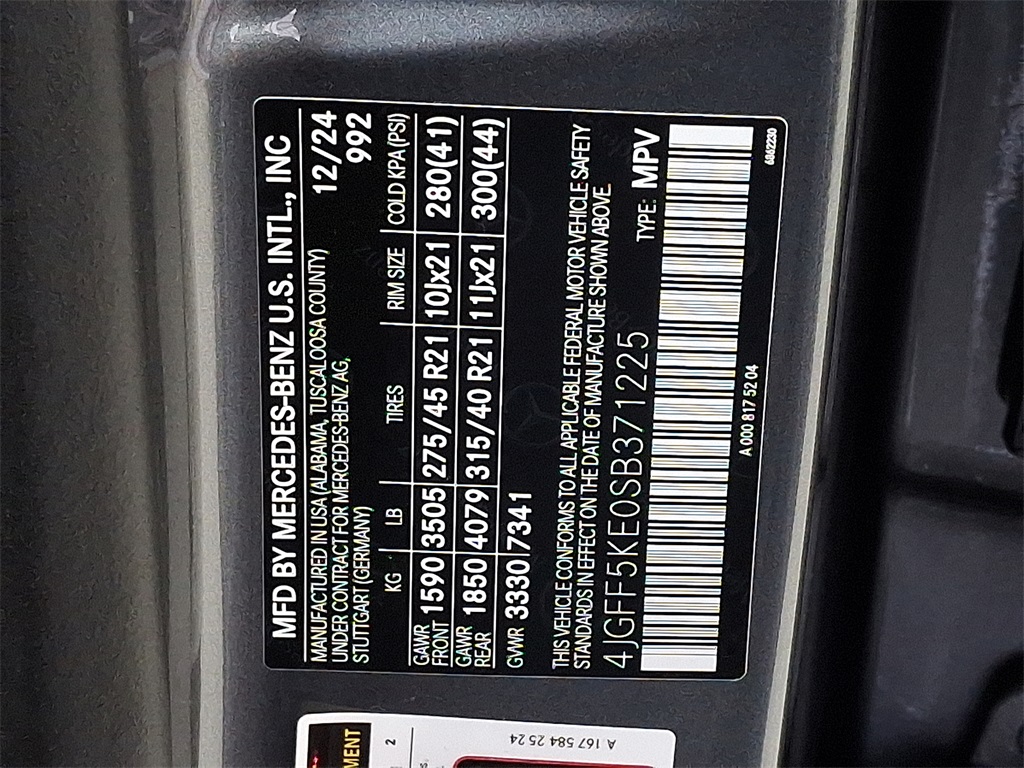 MFD BY MERCEDES-BENZ U.S. INTL., INC
MANUFACTURED IN USA (ALABAMA, TUSCALOOSA COUNTY) 12/24
UNDER CONTRACT FOR MERCEDES-BENZ AG, 992
STUTTGART (GERMANY)
KG LB TIRES RIM SIZE COLD KPA (PSI)
GAWR FRONT 1590 3505 275/45 R21 10Jx21 280(41)
GAWR REAR 1850 4079 315/40 R21 11Jx21 300(44)
GVWR 3330 7341
THIS VEHICLE CONFORMS TO ALL APPLICABLE FEDERAL MOTOR VEHICLE SAFETY
STANDARDS IN EFFECT ON THE DATE OF MANUFACTURE SHOWN ABOVE.
4JGFF5KE0SB371225 TYPE: MPV
A 000 817 52 04
6862230
A 167 584 25 24
MENT
2